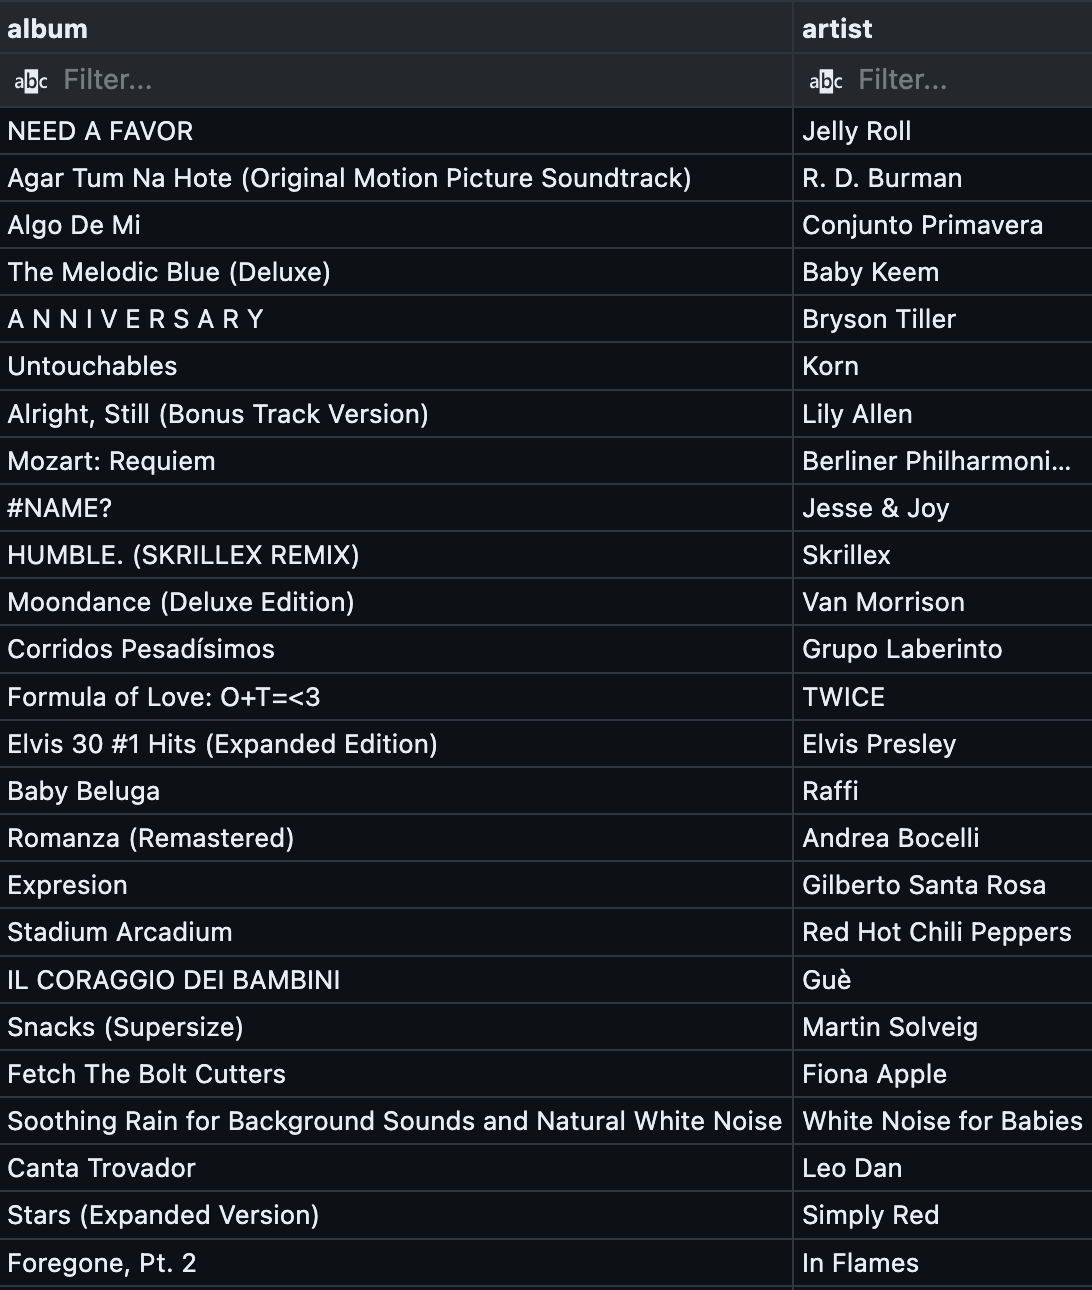 album artist
abc Filter... abc Filter...
NEED A FAVOR Jelly Roll
Agar Tum Na Hote (Original Motion Picture Soundtrack) R. D. Burman
Algo De Mi Conjunto Primavera
The Melodic Blue (Deluxe) Baby Keem
A N N I V E R S A R Y Bryson Tiller
Untouchables Korn
Alright, Still (Bonus Track Version) Lily Allen
Mozart: Requiem Berliner Philharmoni...
#NAME? Jesse & Joy
HUMBLE. (SKRILLEX REMIX) Skrillex
Moondance (Deluxe Edition) Van Morrison
Corridos Pesadísimos Grupo Laberinto
Formula of Love: O+T=<3 TWICE
Elvis 30 #1 Hits (Expanded Edition) Elvis Presley
Baby Beluga Raffi
Romanza (Remastered) Andrea Bocelli
Expresion Gilberto Santa Rosa
Stadium Arcadium Red Hot Chili Peppers
IL CORAGGIO DEI BAMBINI Guè
Snacks (Supersize) Martin Solveig
Fetch The Bolt Cutters Fiona Apple
Soothing Rain for Background Sounds and Natural White Noise White Noise for Babies
Canta Trovador Leo Dan
Stars (Expanded Version) Simply Red
Foregone, Pt. 2 In Flames